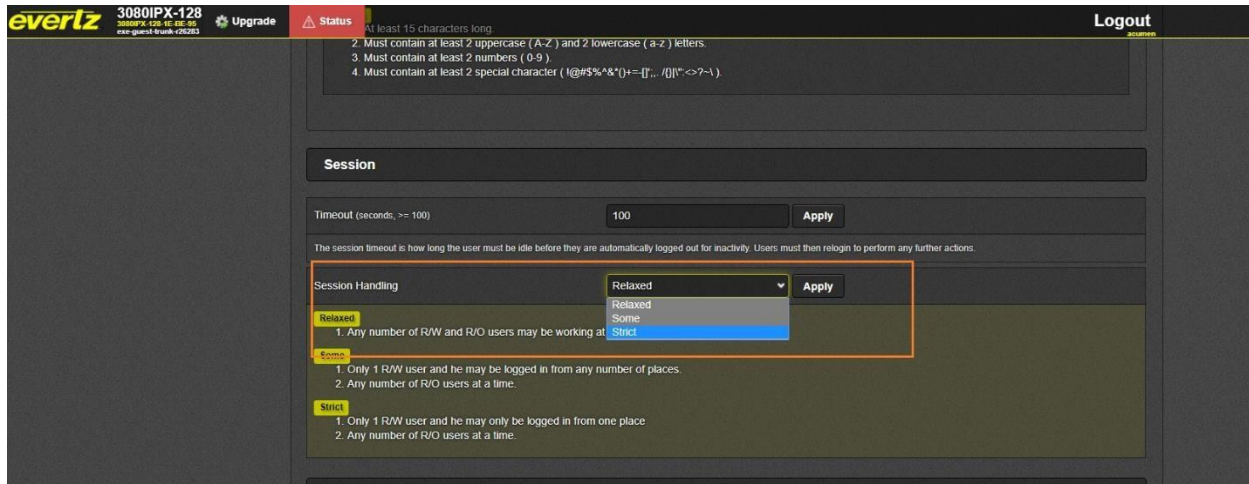 evertz
3080IPX-128
3080IPX-128-1E-BE-95
exe-guest-trunk-r26283
Upgrade
Status
Logout
acumen
At least 15 characters long.
2. Must contain at least 2 uppercase ( A-Z ) and 2 lowercase ( a-z ) letters.
3. Must contain at least 2 numbers ( 0-9 ).
4. Must contain at least 2 special character
Session
Timeout (seconds, >= 100)
100
Apply
The session timeout is how long the user must be idle before they are automatically logged out for inactivity. Users must then relogin to perform any further actions.
Session Handling
Relaxed
Apply
Relaxed
Some
Strict
Relaxed
1. Any number of R/W and R/O users may be working at
Some
1. Only 1 R/W user and he may be logged in from any number of places.
2. Any number of R/O users at a time.
Strict
1. Only 1 R/W user and he may only be logged in from one place
2. Any number of R/O users at a time.